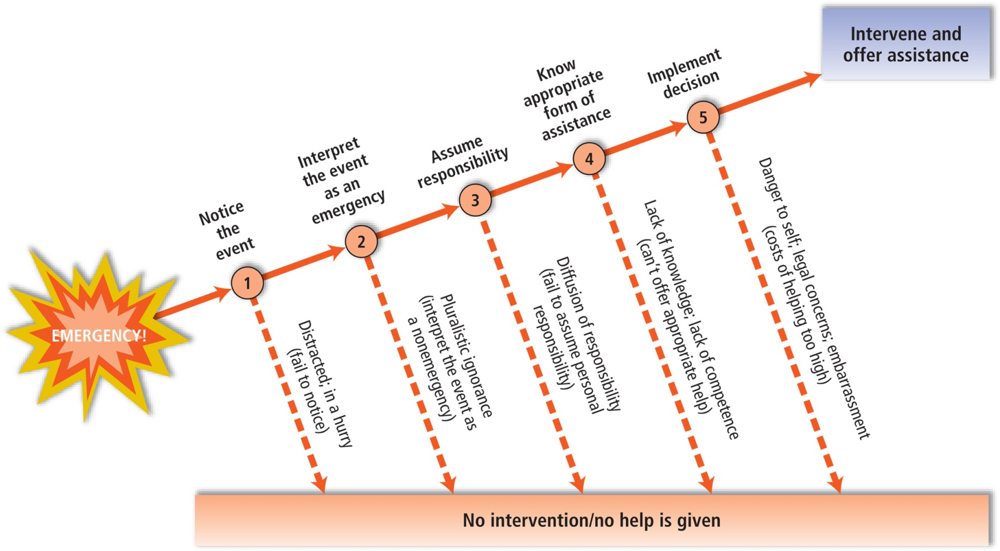 EMERGENCY!
1
Notice
the
event
Distracted; in a hurry
(fail to notice)
2
Interpret
the event
as an
emergency
Pluralistic ignorance
(interpret the event as
a nonemergency)
3
Assume
responsibility
Diffusion of responsibility
(fail to assume personal
responsibility)
4
Know
appropriate
form of
assistance
Lack of knowledge; lack of competence
(can't offer appropriate help)
5
Implement
decision
Danger to self; legal concerns; embarrassment
(costs of helping too high)
Intervene and
offer assistance
No intervention/no help is given